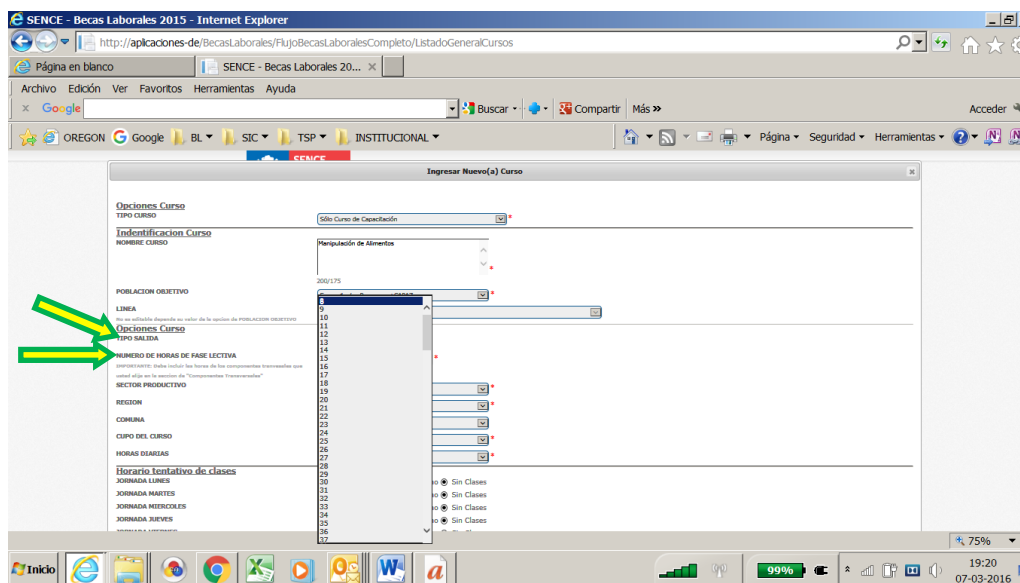 SENCE - Becas Laborales 2015 - Internet Explorer
http://aplicaciones-de/BecasLaborales/FlujoBecasLaboralesCompleto/ListadoGeneralCursos
Página en blanco
SENCE - Becas Laborales 20...
Archivo Edición Ver Favoritos Herramientas Ayuda
x Google Buscar Compartir Más » Acceder
OREGON Google BL SIC TSP INSTITUCIONAL Página Seguridad Herramientas
SENCE
Ingresar Nuevo(a) Curso
Opciones Curso
TIPO CURSO
Sólo Curso de Capacitación *
Indentificacion Curso
NOMBRE CURSO
Manipulación de Alimentos
*
200/175
POBLACION OBJETIVO *
LINEA
No es editable depende su valor de la opcion de POBLACION OBJETIVO
Opciones Curso
TIPO SALIDA
NUMERO DE HORAS DE FASE LECTIVA *
IMPORTANTE: Debe incluir las horas de los componentes tranvseales que
usted elija en la seccion de "Componentes Transversales"
SECTOR PRODUCTIVO *
REGION *
COMUNA
CUPO DEL CURSO *
HORAS DIARIAS *
8
9
10
11
12
13
14
15
16
17
18
19
20
21
22
23
24
25
26
27
28
29
30
31
32
33
34
35
36
37
Horario tentativo de clases
JORNADA LUNES no Sin Clases
JORNADA MARTES no Sin Clases
JORNADA MIERCOLES no Sin Clases
JORNADA JUEVES no Sin Clases
75%
Inicio
99%
19:20
07-03-2016